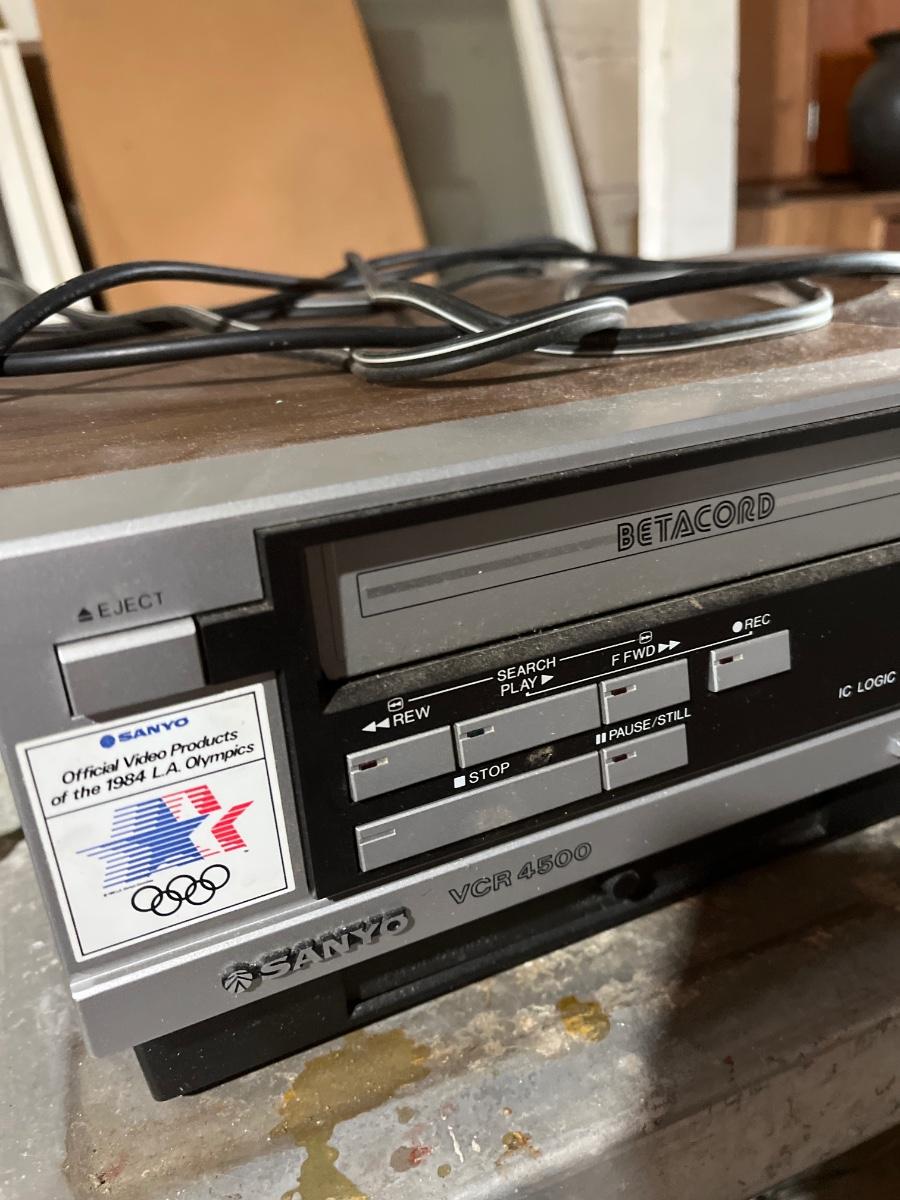 BETACORD
EJECT
SEARCH
REW
PLAY
F FWD
REC
IC LOGIC
STOP
PAUSE/STILL
SANYO
Official Video Products
of the 1984 L.A. Olympics
VCR 4500
SANYO